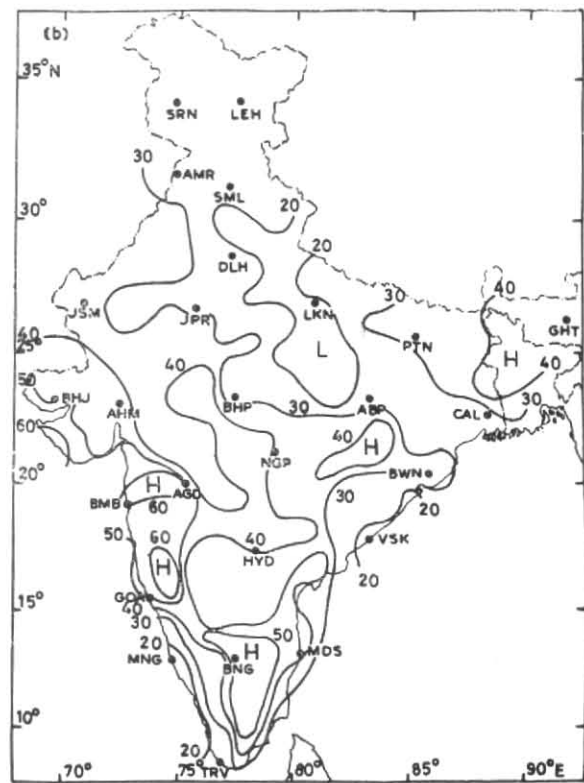 (b)
35°N
SRN LEH
30 AMR
SML
30° 20
DLH 20
JSM JPR LKN 30 40
PTN GHT
40 L H
25° 40 40
50 BHJ AHM BHP 30 ABP CAL 30
60 40 H
NGP
20° H BWN
BMB 60 AGD 30 20
50 60 40 VSK
H HYD 20
15° GOA
40
30 50
20 H MDS
MNG BNG
10°
20
TRV
70° 75° 80° 85° 90°E